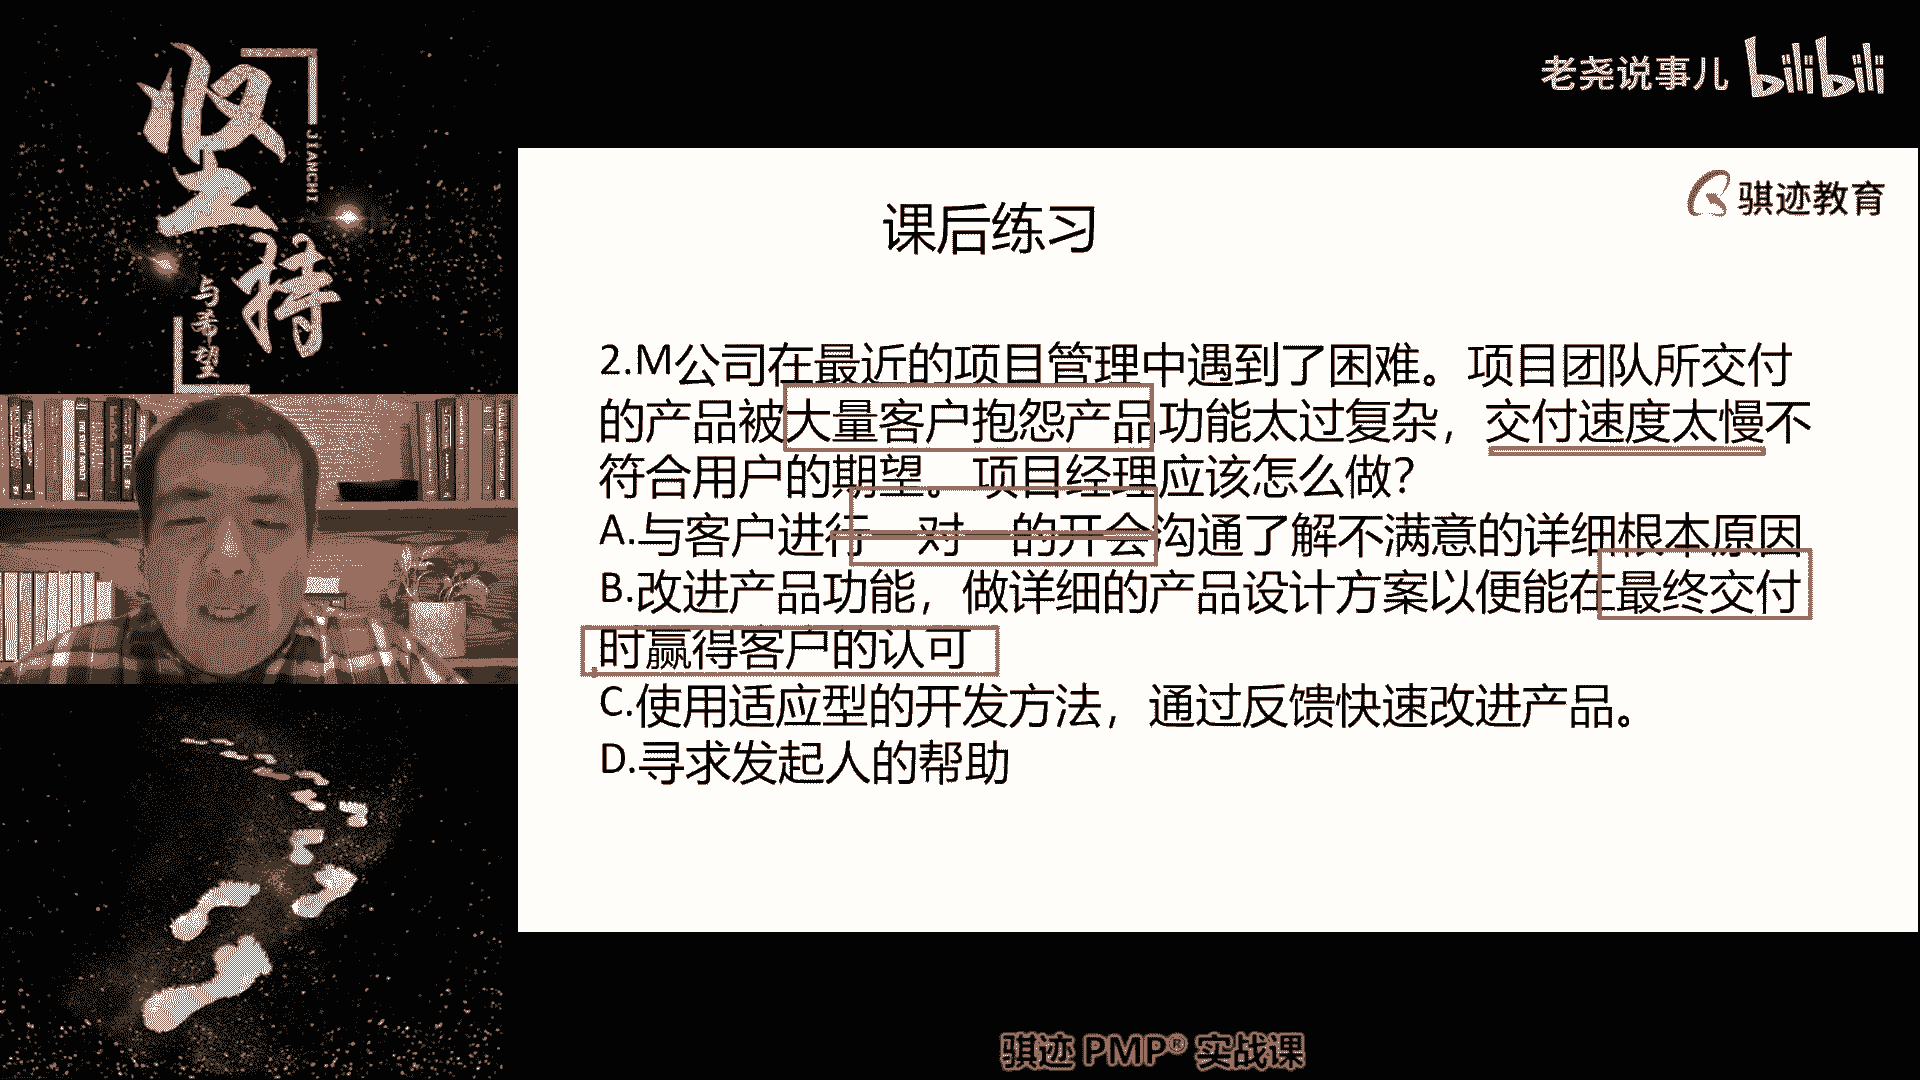 坚持
JIANCHI
与希望
老尧说事儿 bilibili
骐迹教育
课后练习
2.M公司在最近的项目管理中遇到了困难。项目团队所交付
的产品被大量客户抱怨产品功能太过复杂，交付速度太慢不
符合用户的期望。项目经理应该怎么做？
A.与客户进行一对一的开会沟通了解不满意的详细根本原因
B.改进产品功能，做详细的产品设计方案以便能在最终交付
时赢得客户的认可
C.使用适应型的开发方法，通过反馈快速改进产品。
D.寻求发起人的帮助
骐迹 PMP® 实战课